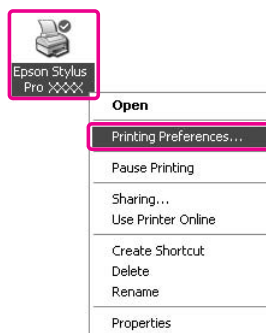 Epson Stylus
Pro XXXX
Open
Printing Preferences...
Pause Printing
Sharing...
Use Printer Online
Create Shortcut
Delete
Rename
Properties